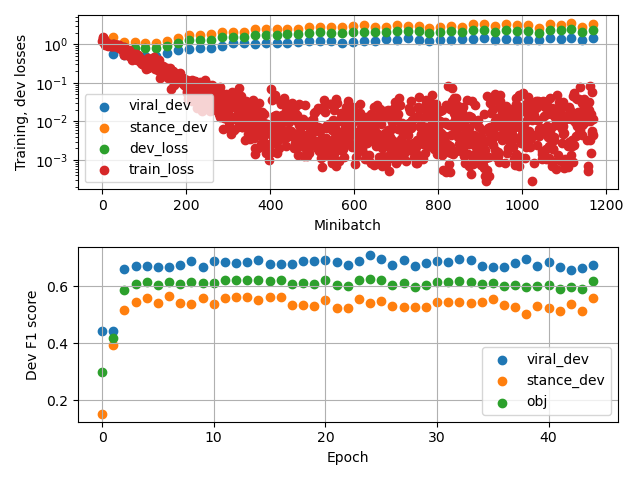 Training, dev losses
10⁰
10⁻¹
10⁻²
10⁻³
viral_dev
stance_dev
dev_loss
train_loss
0
200
400
600
800
1000
1200
Minibatch
Dev F1 score
0.6
0.4
0.2
viral_dev
stance_dev
obj
0
10
20
30
40
Epoch